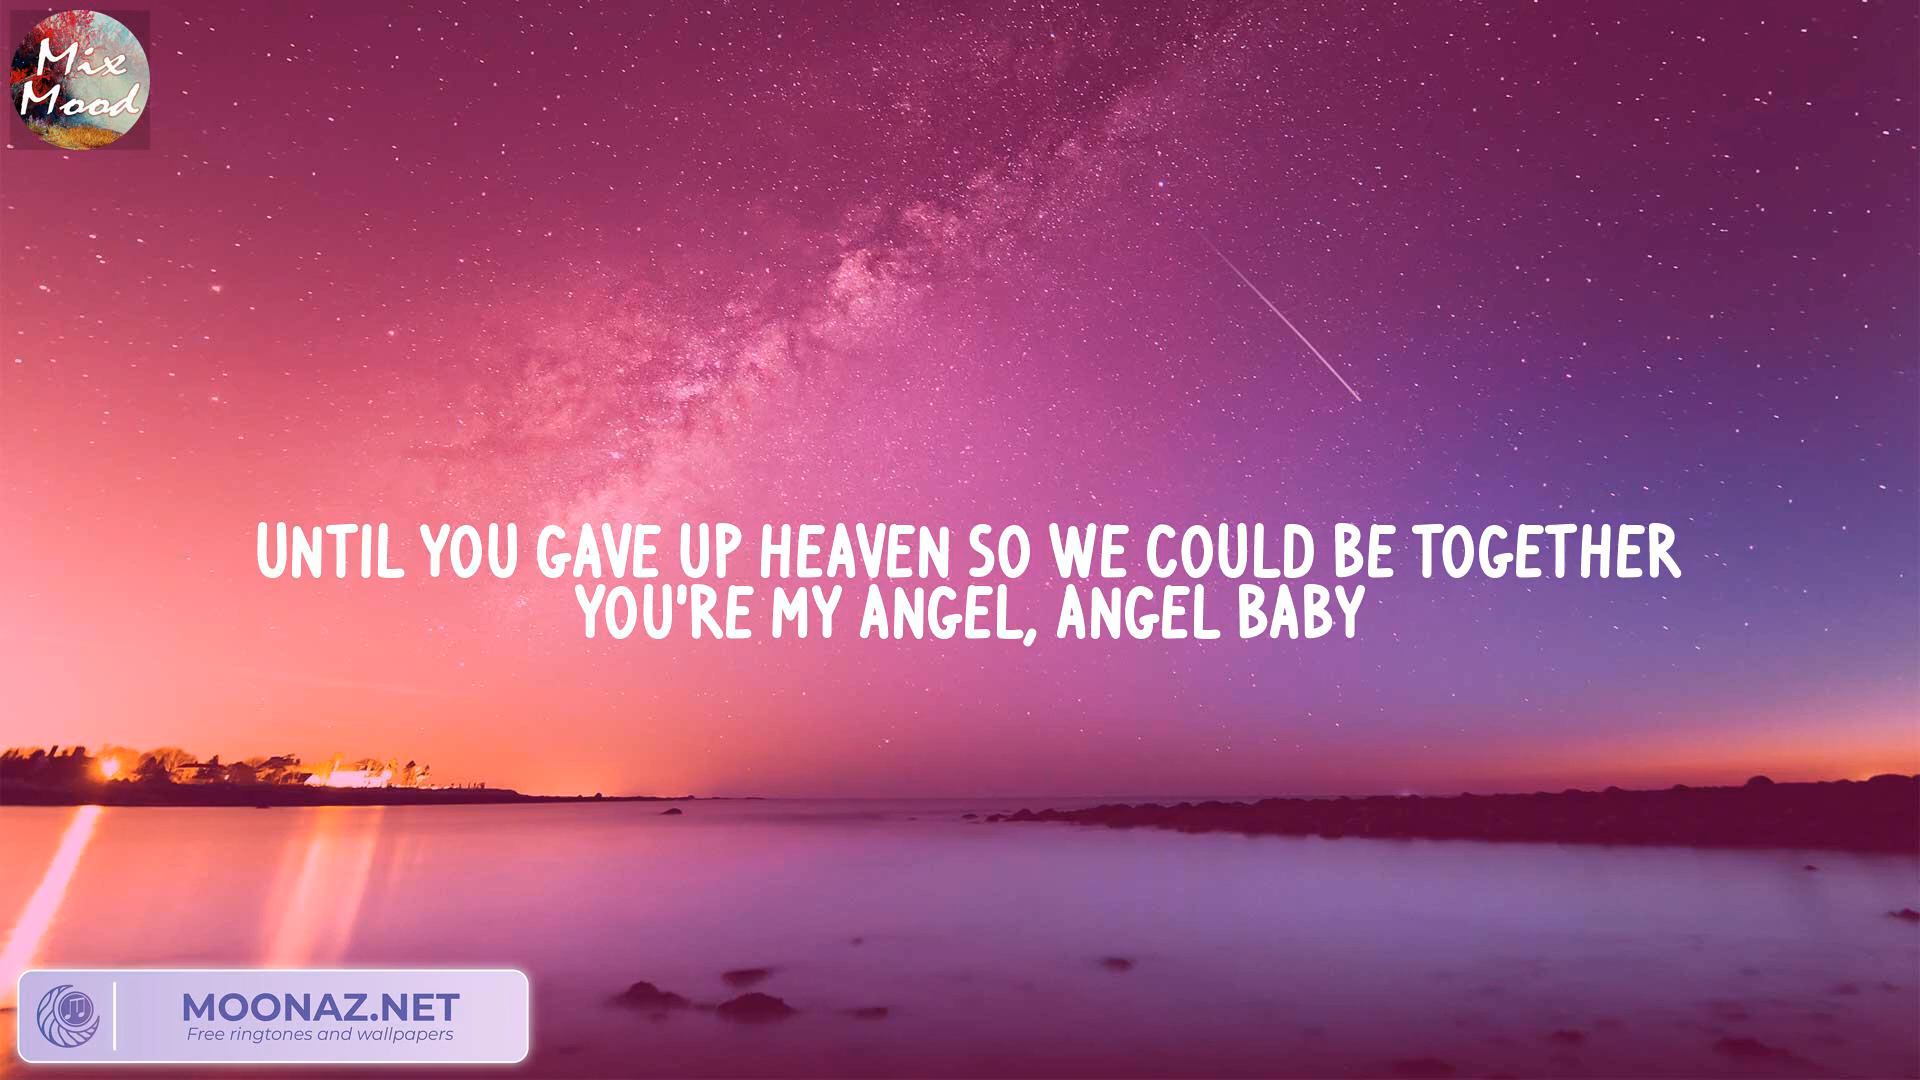 Mix
Mood
UNTIL YOU GAVE UP HEAVEN SO WE COULD BE TOGETHER
YOU'RE MY ANGEL, ANGEL BABY
MOONAZ.NET
Free ringtones and wallpapers